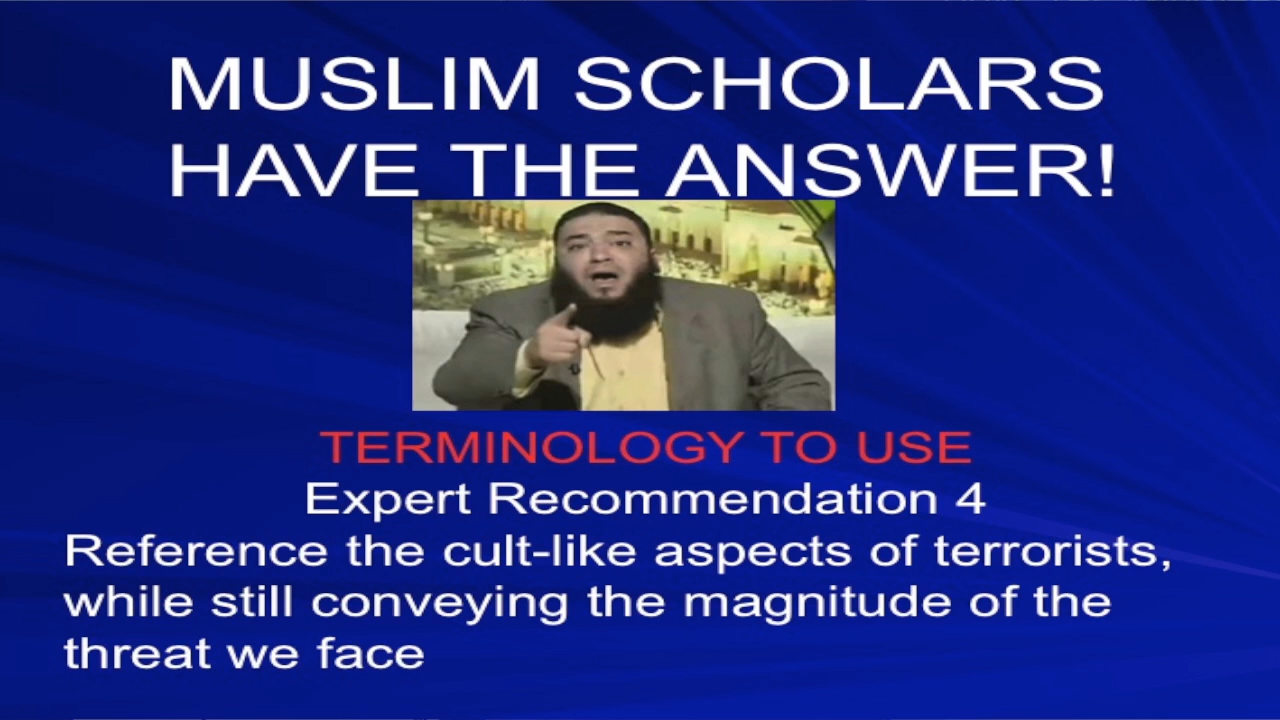 MUSLIM SCHOLARS
HAVE THE ANSWER!
TERMINOLOGY TO USE
Expert Recommendation 4
Reference the cult-like aspects of terrorists,
while still conveying the magnitude of the
threat we face